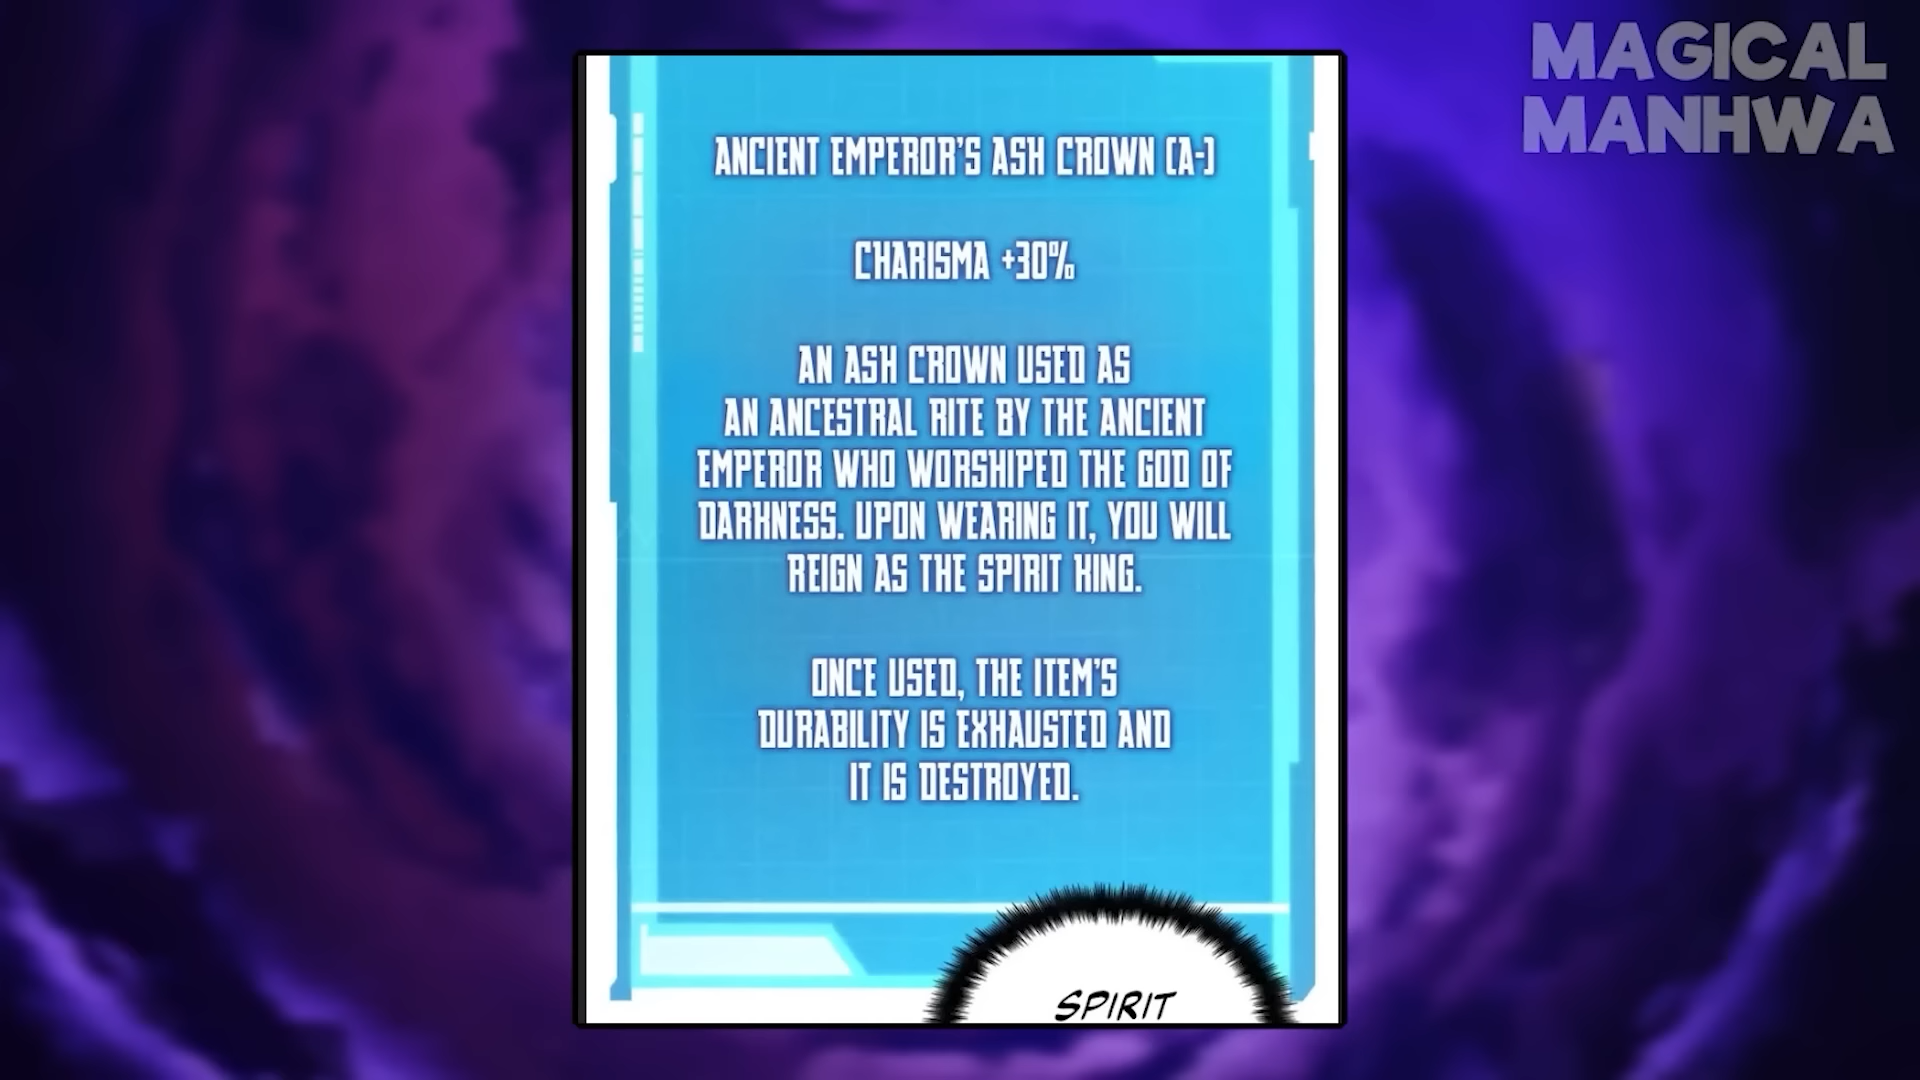 MAGICAL
MANHWA
ANCIENT EMPEROR'S ASH CROWN (A-)
CHARISMA +30%
AN ASH CROWN USED AS
AN ANCESTRAL RITE BY THE ANCIENT
EMPEROR WHO WORSHIPED THE GOD OF
DARKNESS. UPON WEARING IT, YOU WILL
REIGN AS THE SPIRIT KING.
ONCE USED, THE ITEM'S
DURABILITY IS EXHAUSTED AND
IT IS DESTROYED.
SPIRIT